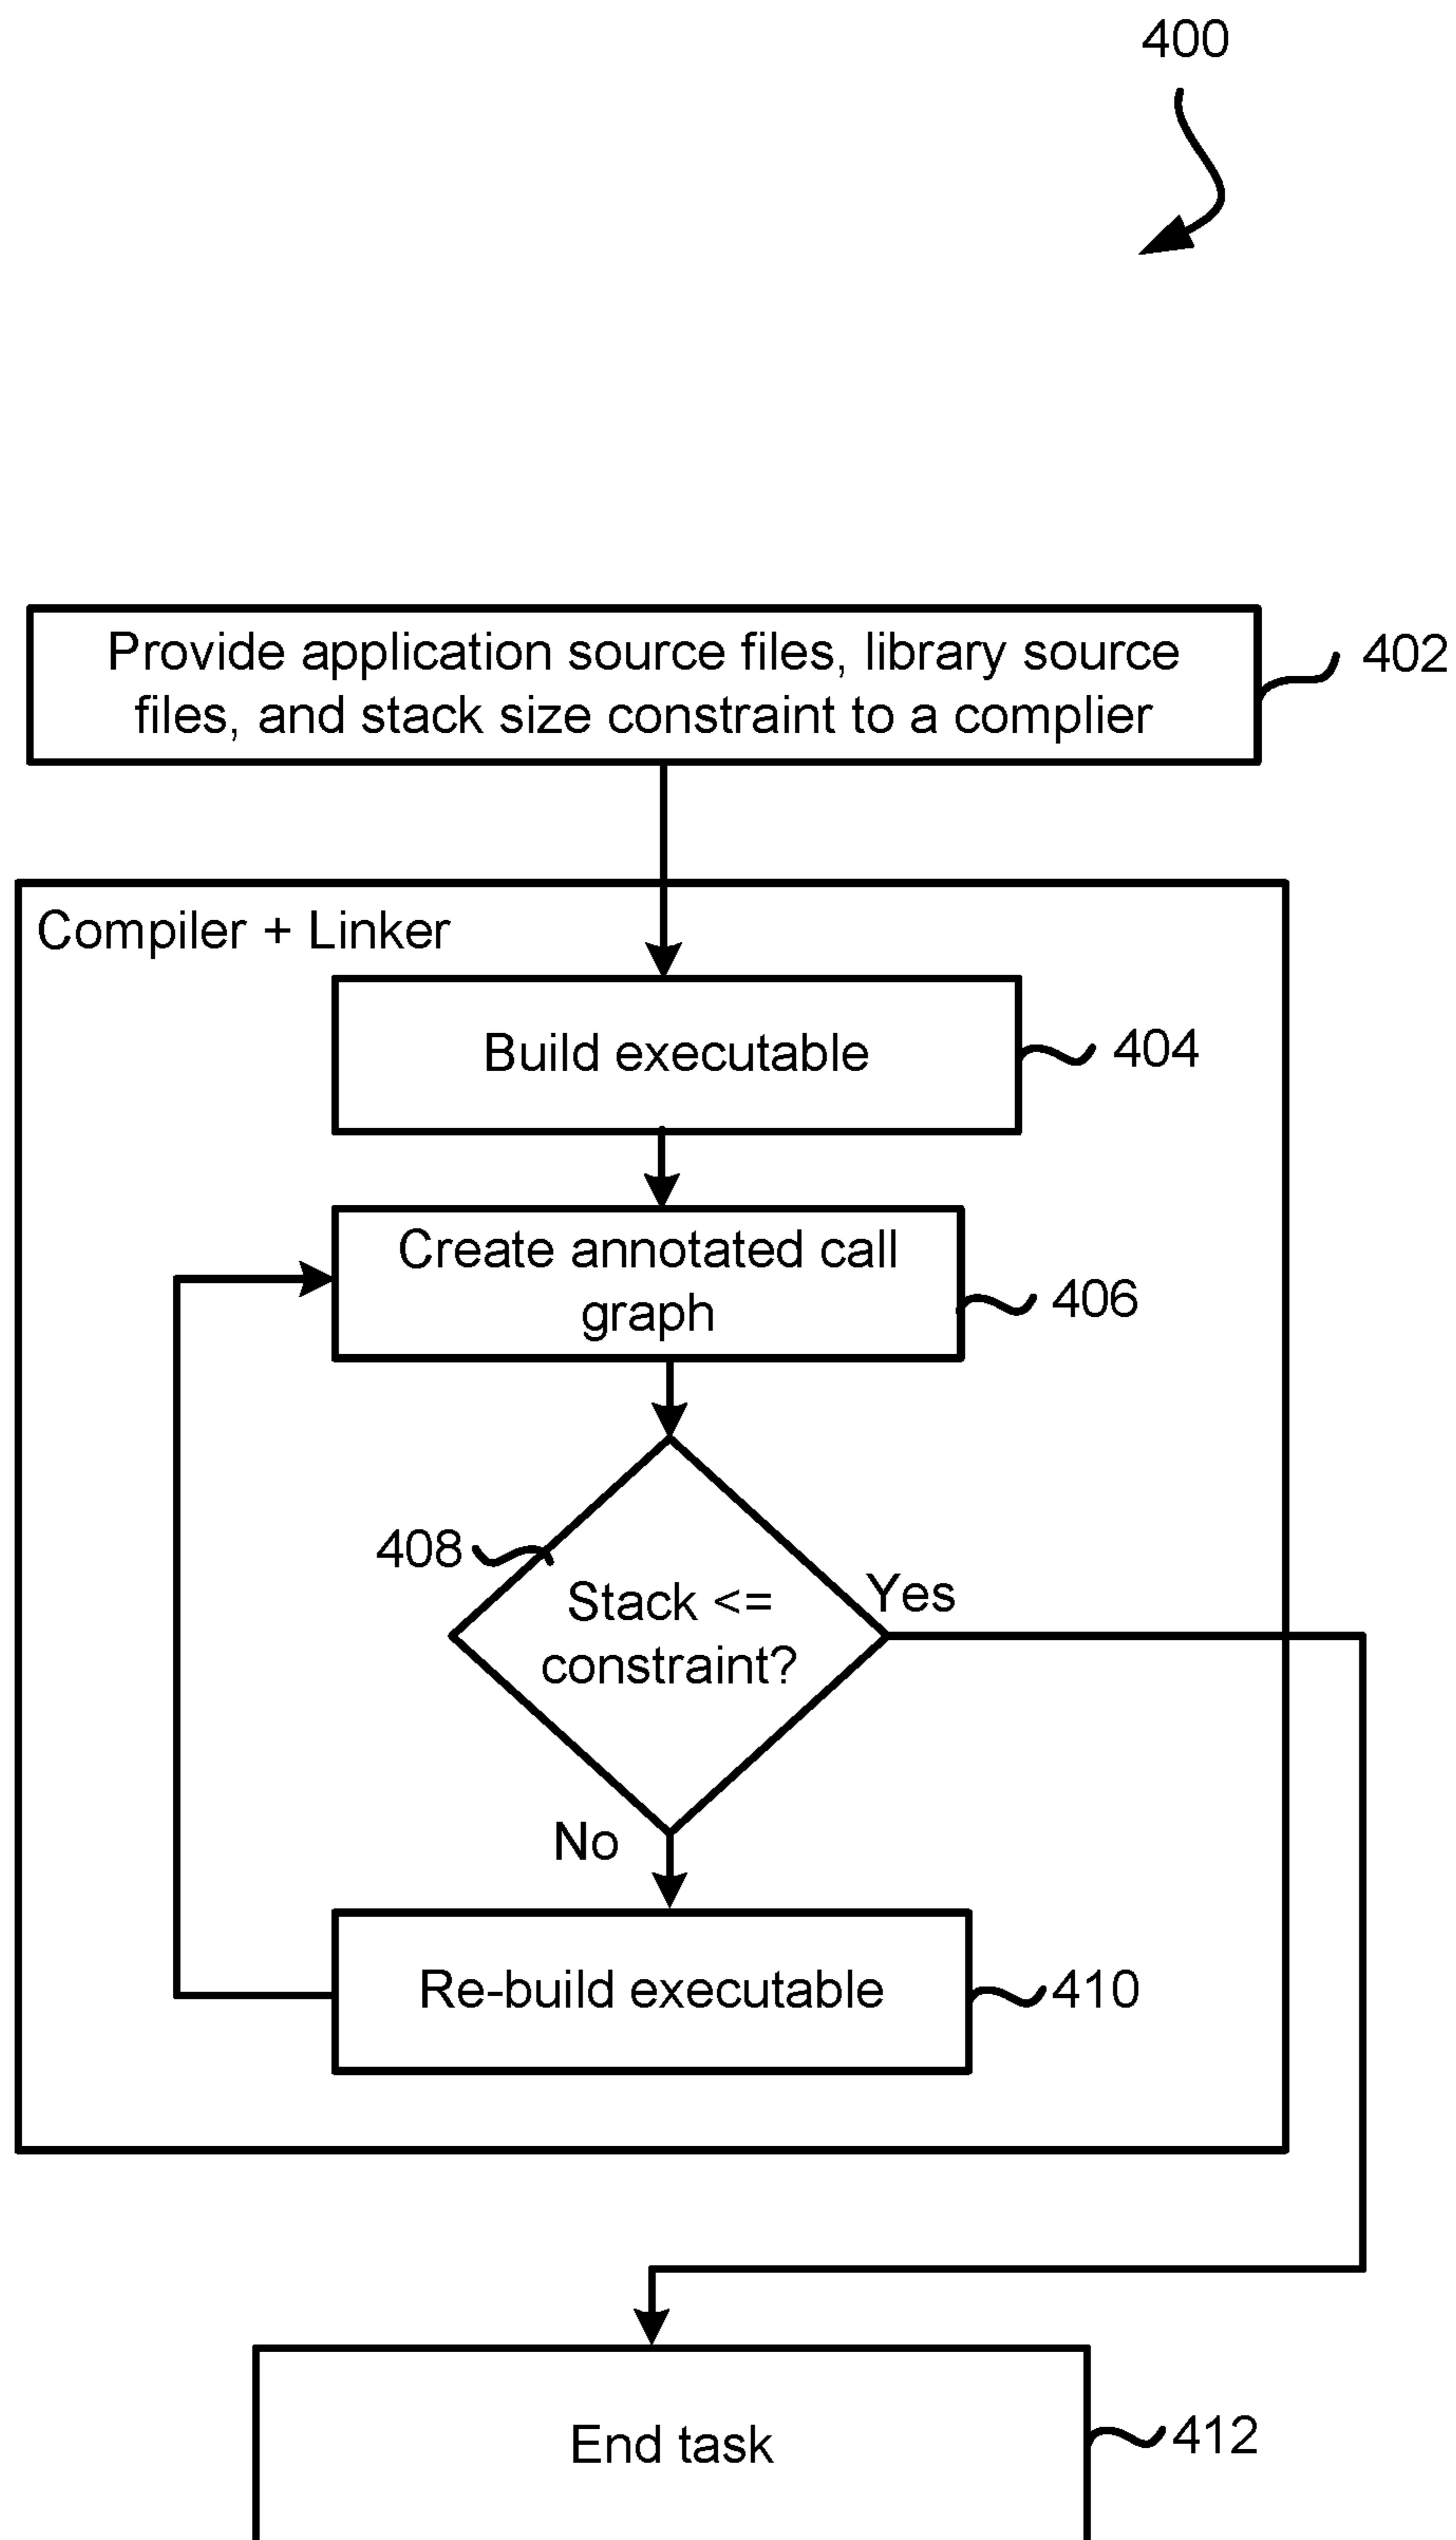 400
Provide application source files, library source
files, and stack size constraint to a complier
402
Compiler + Linker
Build executable
404
Create annotated call
graph
406
408
Stack <=
constraint?
Yes
No
Re-build executable
410
End task
412